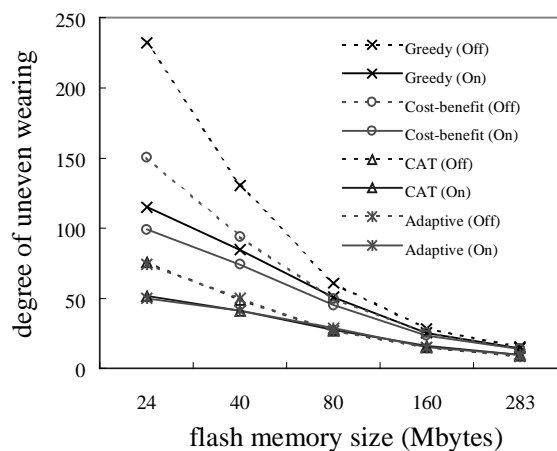 degree of uneven wearing
250
200
150
100
50
0
Greedy (Off)
Greedy (On)
Cost-benefit (Off)
Cost-benefit (On)
CAT (Off)
CAT (On)
Adaptive (Off)
Adaptive (On)
24 40 80 160 283
flash memory size (Mbytes)